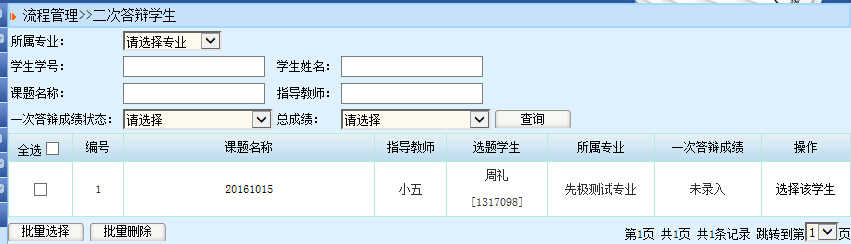 流程管理>>二次答辩学生
所属专业： 请选择专业
学生学号： 学生姓名：
课题名称： 指导教师：
一次答辩成绩状态： 请选择 总成绩： 请选择 查询
全选 编号 课题名称 指导教师 选题学生 所属专业 一次答辩成绩 操作
1 20161015 小五 周礼 [1317098] 先极测试专业 未录入 选择该学生
批量选择 批量删除 第1页 共1页 共1条记录 跳转到第 1 页